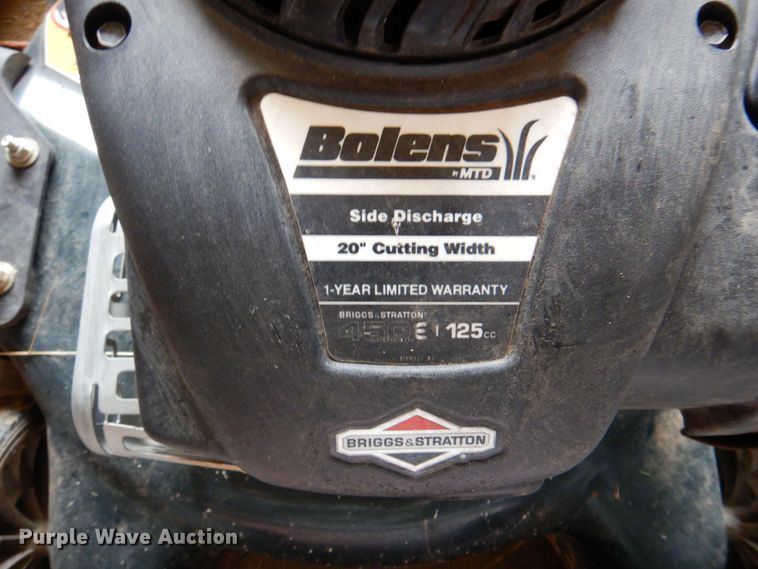 Bolens
by MTD
Side Discharge
20" Cutting Width
1-YEAR LIMITED WARRANTY
BRIGGS & STRATTON
450E | 125cc
BRIGGS & STRATTON
Purple Wave Auction